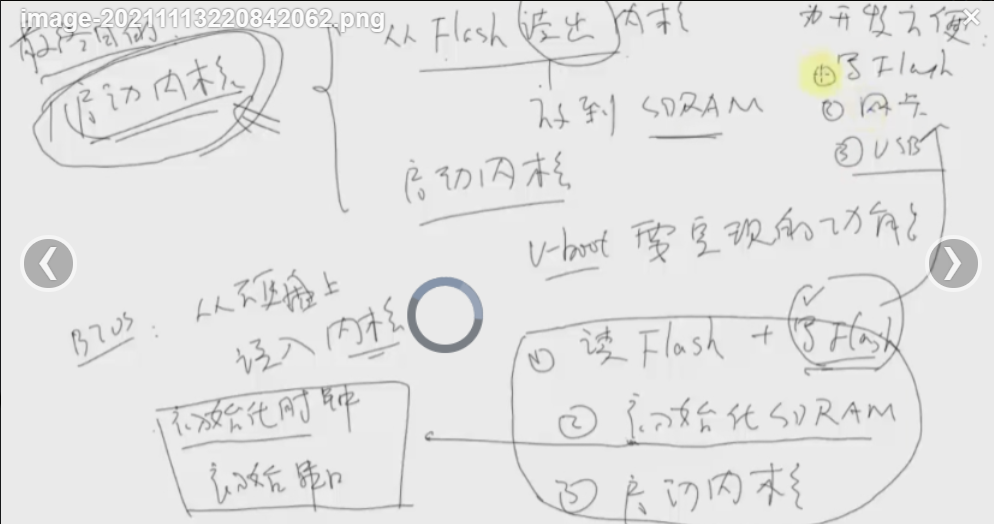 image-20211113220842062.png
最终目的:
启动内核
从 Flash 读出 内核
放到 SDRAM
启动内核
为开发方便:
① 写 Flash
② 网卡
③ USB
u-boot 要实现的功能
BIOS: 从硬盘上
读入 内核
① 读 Flash + 写 Flash
② 初始化 SDRAM
③ 启动内核
初始化时钟
初始串口